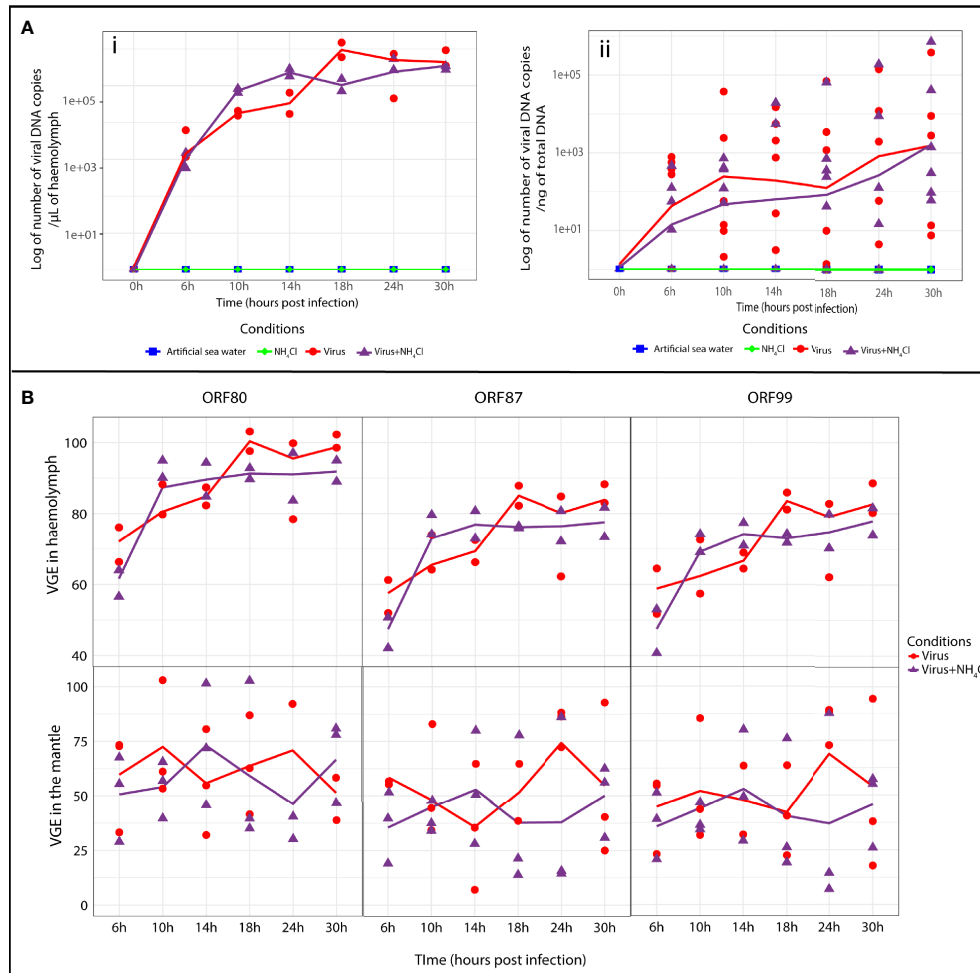 A
i
Log of number of viral DNA copies
/µL of haemolymph
1e+05
1e+03
1e+01
0h 6h 10h 14h 18h 24h 30h
Time (hours post infection)
Conditions
Artificial sea water NH4Cl Virus Virus+NH4Cl
ii
Log of number of viral DNA copies
/ng of total DNA
1e+05
1e+03
1e+01
0h 6h 10h 14h 18h 24h 30h
Time (hours post infection)
Conditions
Artificial sea water NH4Cl Virus Virus+NH4Cl
B
ORF80 ORF87 ORF99
VGE in haemolymph
100
80
60
40
VGE in the mantle
100
75
50
25
0
6h 10h 14h 18h 24h 30h 6h 10h 14h 18h 24h 30h 6h 10h 14h 18h 24h 30h
TIme (hours post infection)
Conditions
Virus
Virus+NH4Cl